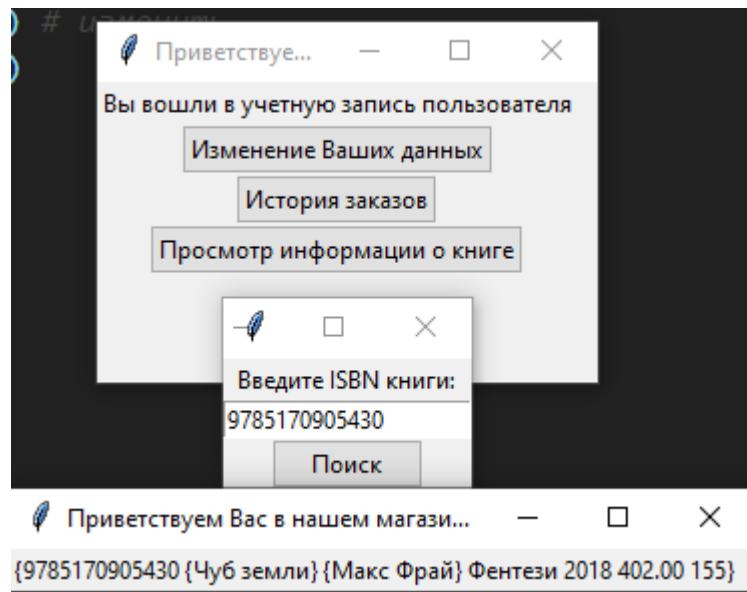 # изменить
)
Приветствуе...
Вы вошли в учетную запись пользователя
Изменение Ваших данных
История заказов
Просмотр информации о книге
Введите ISBN книги:
9785170905430
Поиск
Приветствуем Вас в нашем магази...
{9785170905430 {Чуб земли} {Макс Фрай} Фентези 2018 402.00 155}